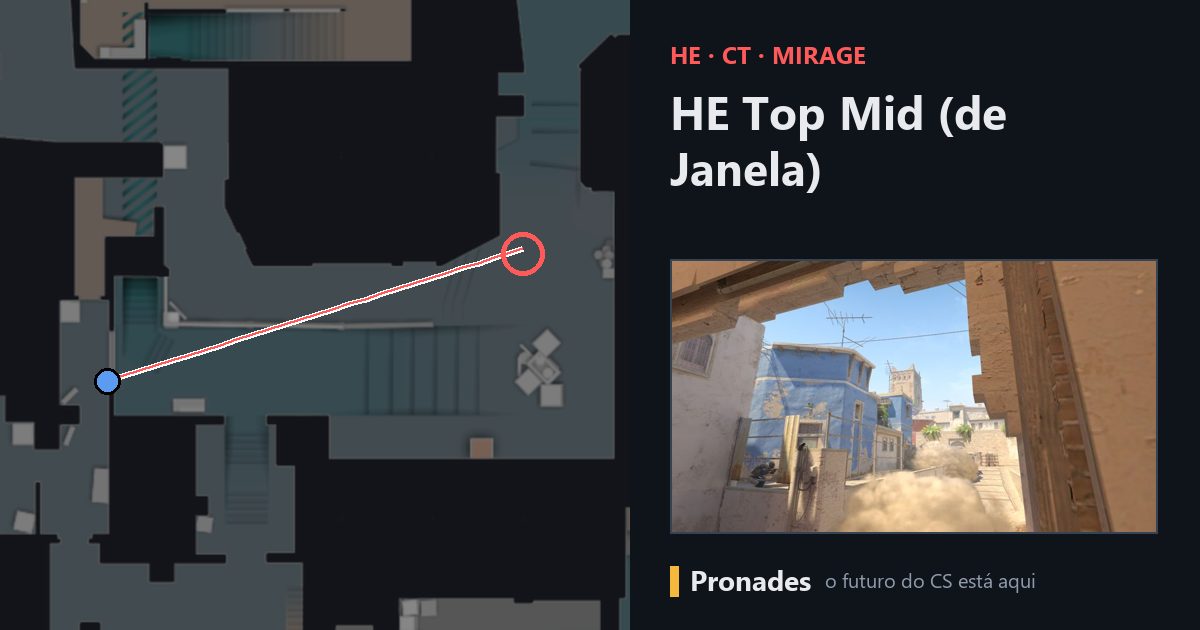 HE · CT · MIRAGE
HE Top Mid (de
Janela)
Pronades o futuro do CS está aqui